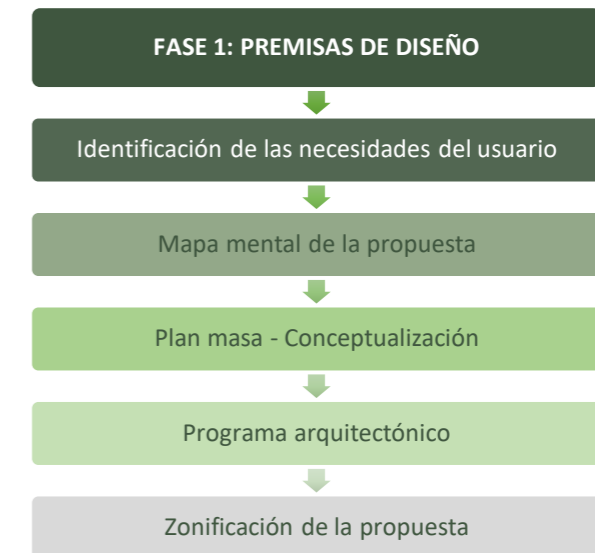 FASE 1: PREMISAS DE DISEÑO
Identificación de las necesidades del usuario
Mapa mental de la propuesta
Plan masa - Conceptualización
Programa arquitectónico
Zonificación de la propuesta